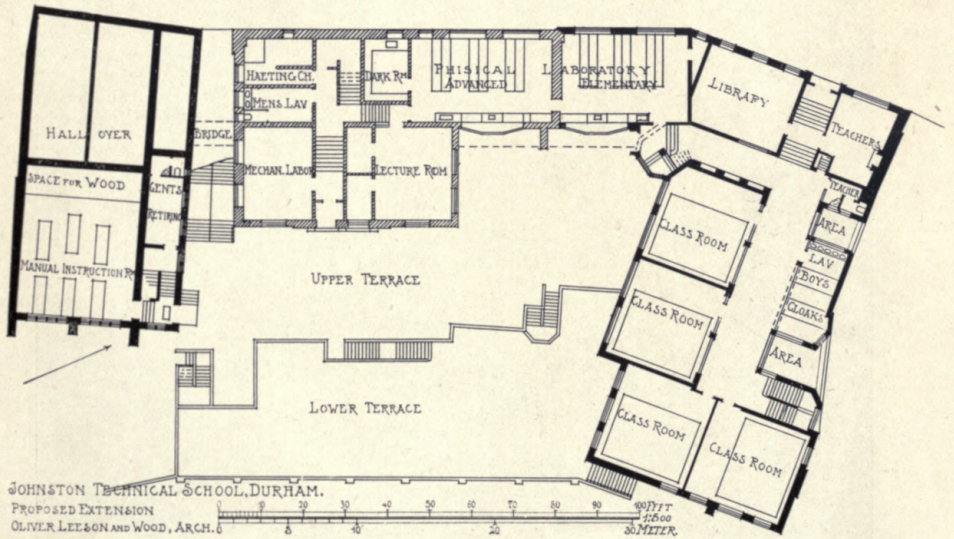 HAETING CH.
DARK RM
PHISICAL LABORATORY
ADVANCED
ELEMENTARY
LIBRARY
TEACHERS
MENS LAV
HALL OVER
BRIDGE
MECHAN. LABOR
LECTURE ROM
SPACE FOR WOOD
GENTS
RETIRING
MANUAL INSTRUCTION RM
TEACHER
AREA
LAV
BOYS
CLOAKS
AREA
CLASS ROOM
CLASS ROOM
CLASS ROOM
CLASS ROOM
UPPER TERRACE
LOWER TERRACE
JOHNSTON TECHNICAL SCHOOL, DURHAM.
PROPOSED EXTENSION
OLIVER LEESON AND WOOD, ARCH.
0 10 20 30 40 50 60 70 80 90 100
1:500
0 5 10 20 30 METER